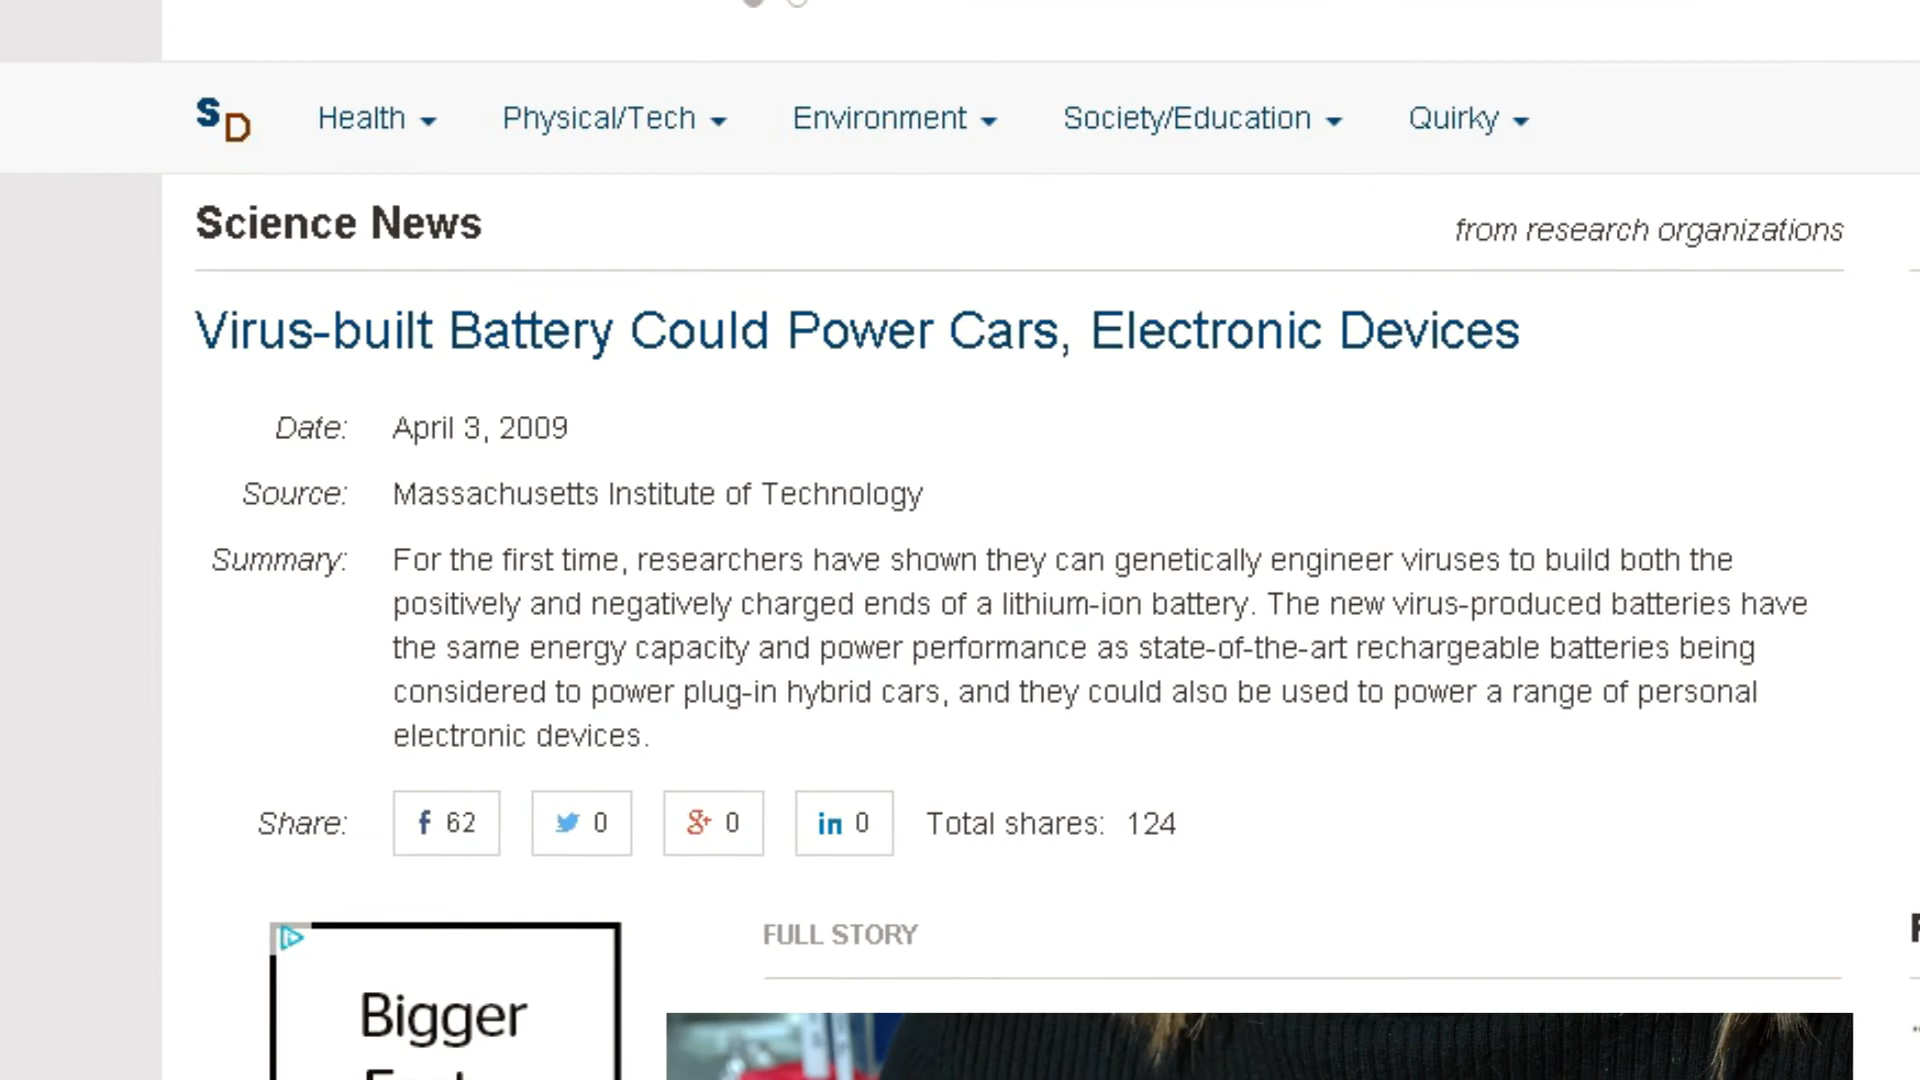 SD Health Physical/Tech Environment Society/Education Quirky
Science News from research organizations
Virus-built Battery Could Power Cars, Electronic Devices
Date: April 3, 2009
Source: Massachusetts Institute of Technology
Summary: For the first time, researchers have shown they can genetically engineer viruses to build both the
positively and negatively charged ends of a lithium-ion battery. The new virus-produced batteries have
the same energy capacity and power performance as state-of-the-art rechargeable batteries being
considered to power plug-in hybrid cars, and they could also be used to power a range of personal
electronic devices.
Share: f 62 0 g+ 0 in 0 Total shares: 124
FULL STORY
Bigger